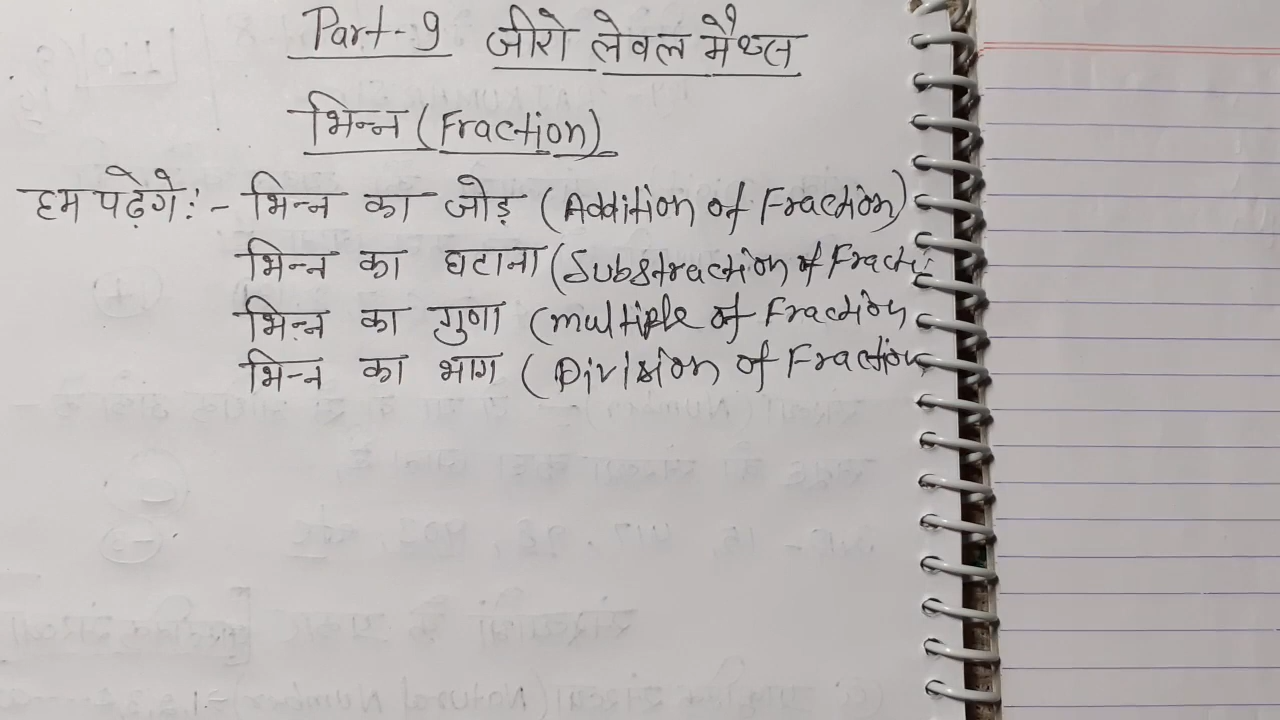 Part-9 जीरो लेवल मैथ्स
भिन्न (Fraction)
हम पढ़ेगे:- भिन्न का जोड़ (Addition of Fraction)
भिन्न का घटाना (Substraction of Fracti
भिन्न का गुणा (multiple of Fraction
भिन्न का भाग (Division of Fraction